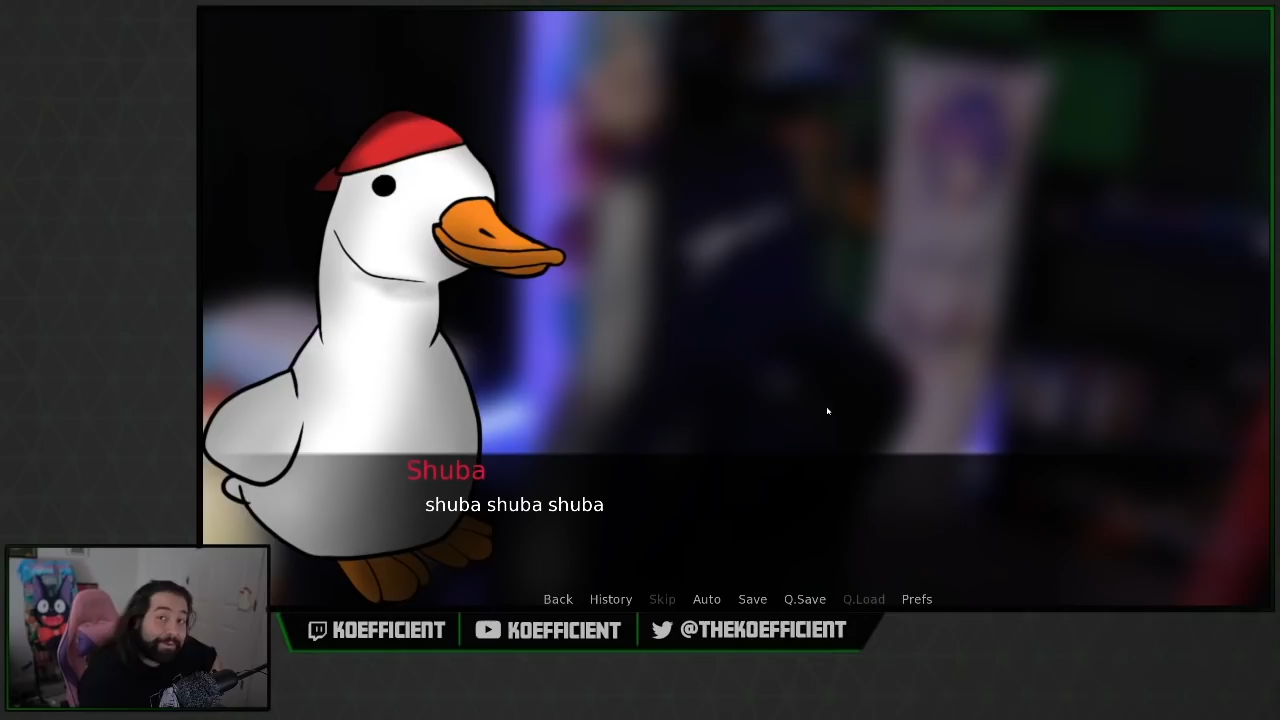 Shuba
shuba shuba shuba
Back History Skip Auto Save Q.Save Q.Load Prefs
KOEFFICIENT KOEFFICIENT @THEKOEFFICIENT